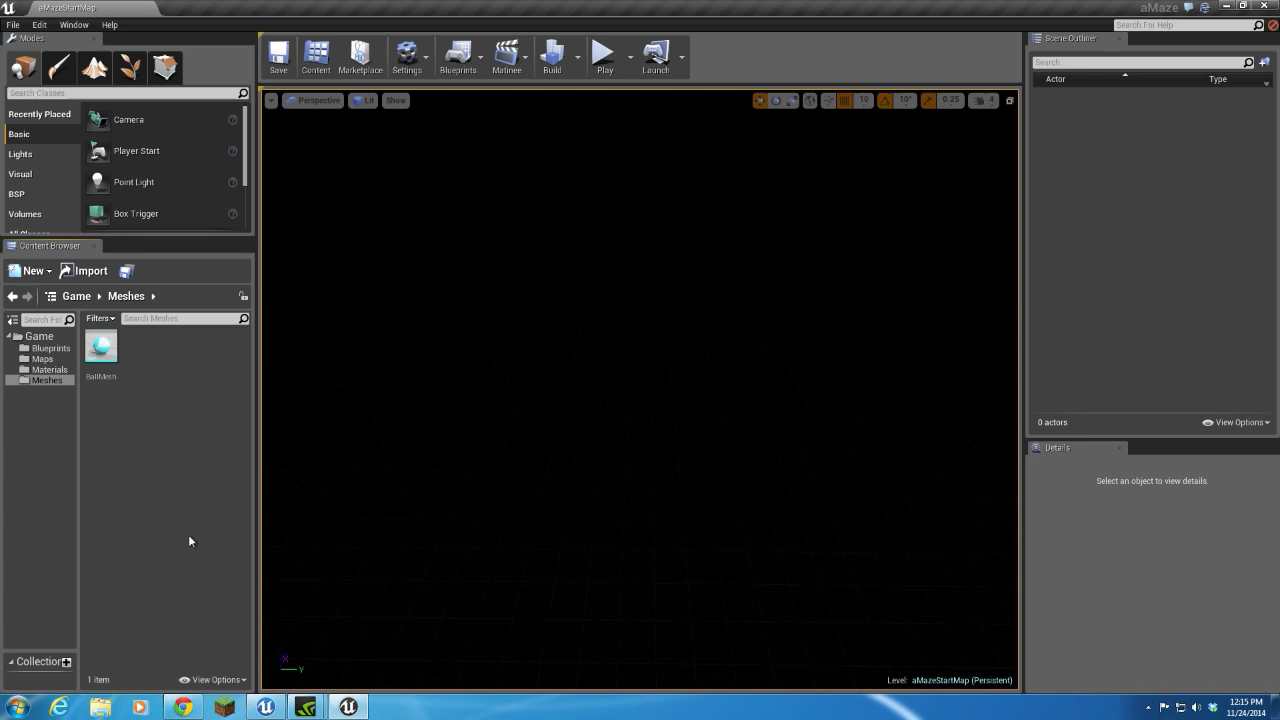 aMazeStartMap
aMaze
File Edit Window Help
Search For Help
Modes
Search Classes
Recently Placed
Basic
Lights
Visual
BSP
Volumes
Camera
Player Start
Point Light
Box Trigger
Save
Content
Marketplace
Settings
Blueprints
Matinee
Build
Play
Launch
Perspective
Lit
Show
10
10°
0.25
4
Scene Outliner
Search...
Actor
Type
0 actors
View Options
Details
Select an object to view details.
Content Browser
New
Import
Game
Meshes
Filters
Search Meshes
Game
Blueprints
Maps
Materials
Meshes
BallMesh
Collection
1 item
View Options
X
Y
Level: aMazeStartMap (Persistent)
12:15 PM
11/24/2014